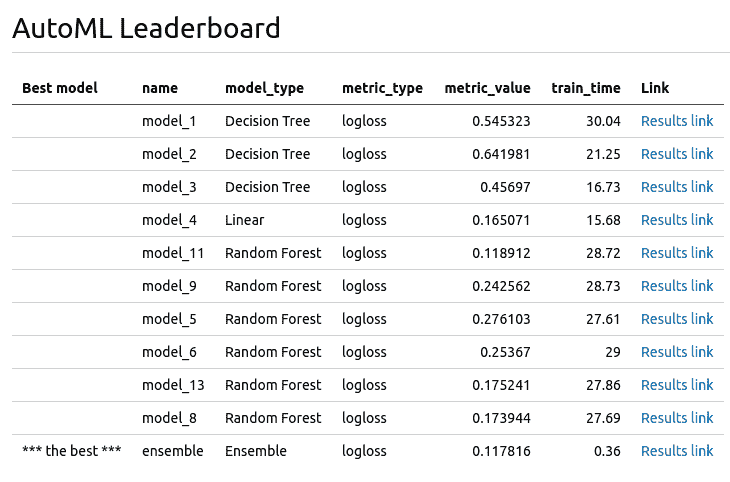 AutoML Leaderboard
Best model name model_type metric_type metric_value train_time Link
model_1 Decision Tree logloss 0.545323 30.04 Results link
model_2 Decision Tree logloss 0.641981 21.25 Results link
model_3 Decision Tree logloss 0.45697 16.73 Results link
model_4 Linear logloss 0.165071 15.68 Results link
model_11 Random Forest logloss 0.118912 28.72 Results link
model_9 Random Forest logloss 0.242562 28.73 Results link
model_5 Random Forest logloss 0.276103 27.61 Results link
model_6 Random Forest logloss 0.25367 29 Results link
model_13 Random Forest logloss 0.175241 27.86 Results link
model_8 Random Forest logloss 0.173944 27.69 Results link
*** the best *** ensemble Ensemble logloss 0.117816 0.36 Results link